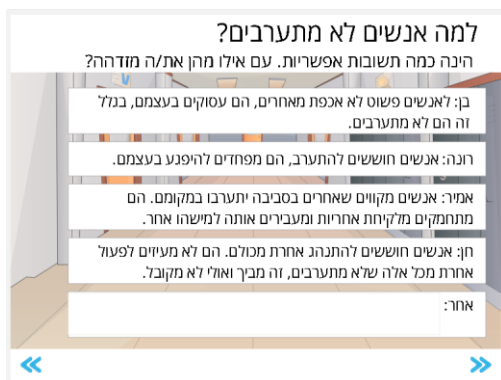 למה אנשים לא מתערבים?
הינה כמה תשובות אפשריות. עם אילו מהן את/ה מזדהה?
בן: לאנשים פשוט לא אכפת מאחרים, הם עסוקים בעצמם, בגלל
זה הם לא מתערבים.
רונה: אנשים חוששים להתערב, הם מפחדים להיפגע בעצמם.
אמיר: אנשים מקווים שאחרים בסביבה יתערבו במקומם. הם
מתחמקים מלקיחת אחריות ומעבירים אותה למישהו אחר.
חן: אנשים חוששים להתנהג אחרת מכולם. הם לא מעיזים לפעול
אחרת מכל אלה שלא מתערבים, זה מביך ואולי לא מקובל.
אחר: